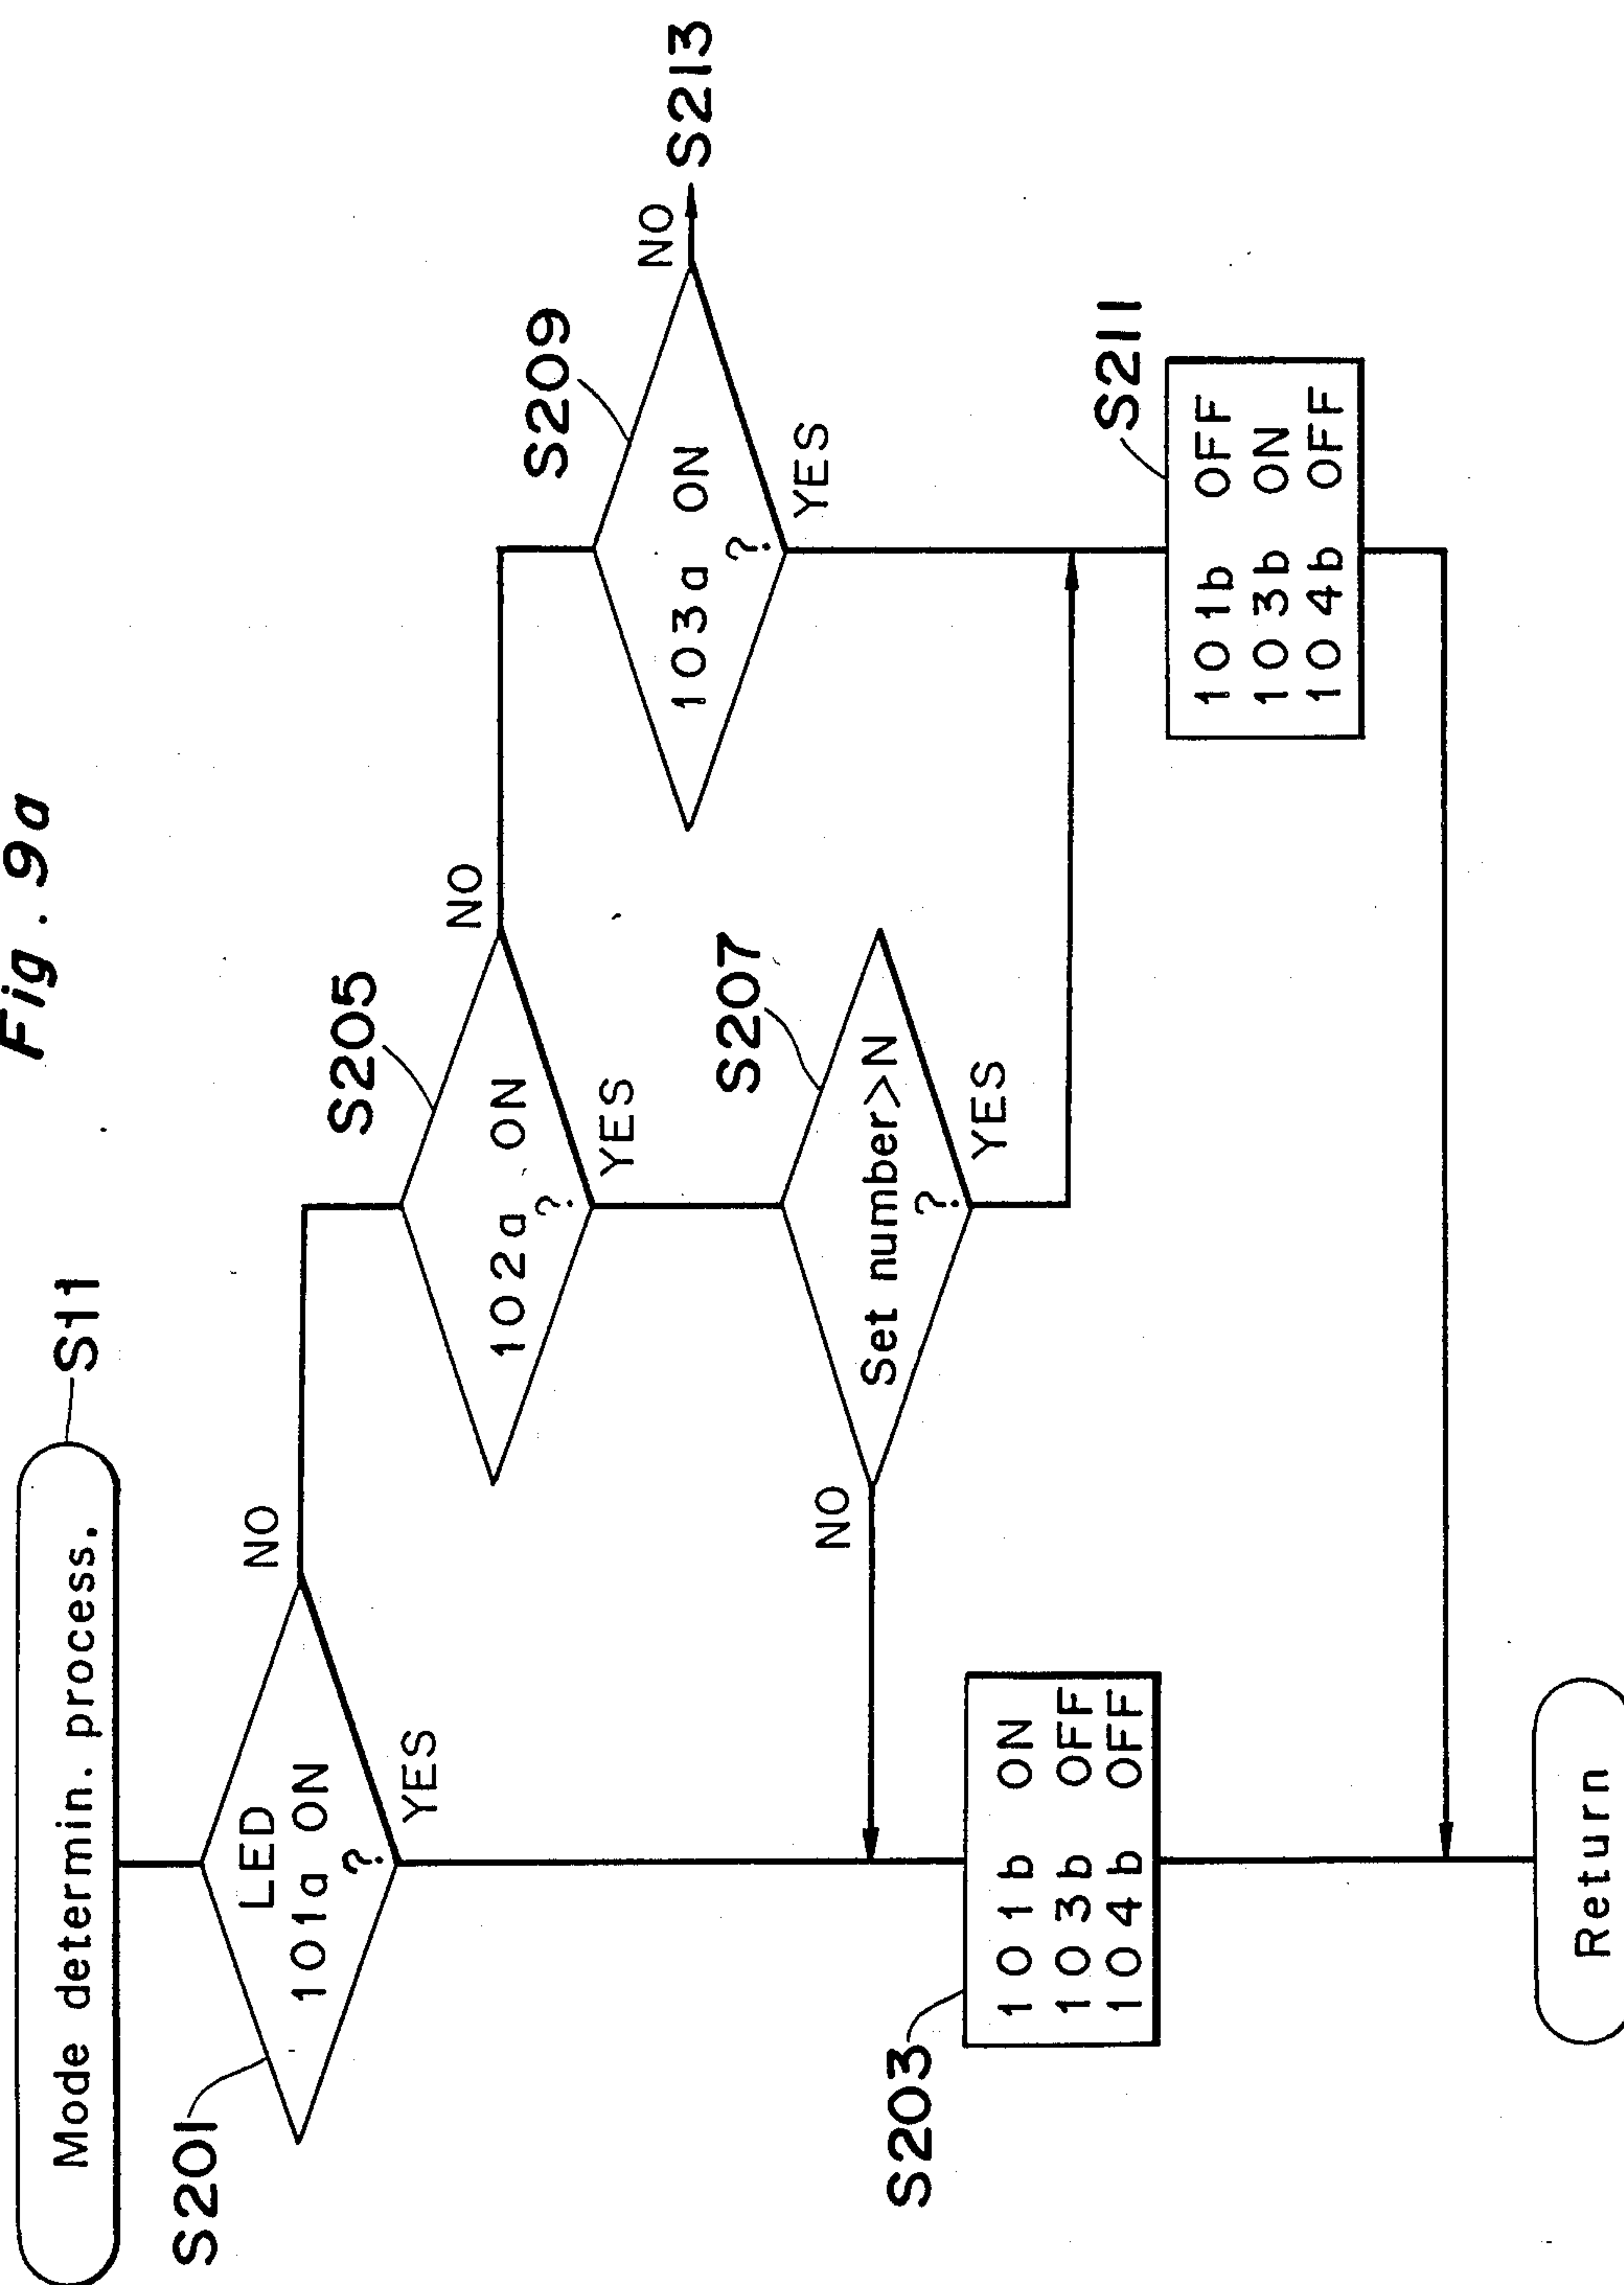 Fig. 9a
Mode determin. process.
S11
S201
LED
101a ON
?
NO
YES
S205
102a ON
?
NO
YES
S209
103a ON
?
NO
S213
YES
S207
Set number>N
?
NO
YES
S203
101b ON
103b OFF
104b OFF
S211
101b OFF
103b ON
104b OFF
Return